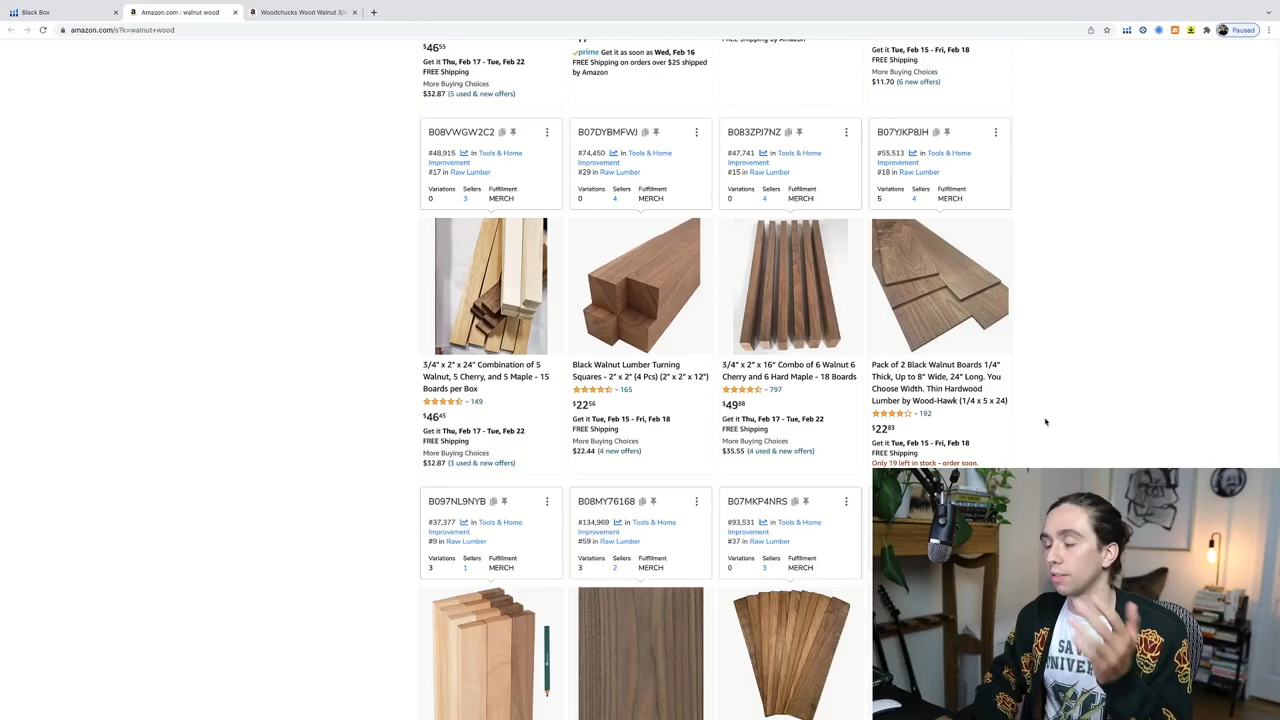 Black Box
Amazon.com : walnut wood
Woodchucks Wood Walnut 3/4
amazon.com/s?k=walnut+wood
Paused
$46.55
Get it Thu, Feb 17 - Tue, Feb 22
FREE Shipping
More Buying Choices
$32.87 (5 used & new offers)
prime Get it as soon as Wed, Feb 16
FREE Shipping on orders over $25 shipped
by Amazon
FREE Shipping by Amazon
Get it Tue, Feb 15 - Fri, Feb 18
FREE Shipping
More Buying Choices
$11.70 (6 new offers)
B08VWGW2C2
#48,915 in Tools & Home
Improvement
#17 in Raw Lumber
Variations Sellers Fulfillment
0 3 MERCH
B07DYBMFWJ
#74,450 in Tools & Home
Improvement
#29 in Raw Lumber
Variations Sellers Fulfillment
0 4 MERCH
B083ZPJ7NZ
#47,741 in Tools & Home
Improvement
#15 in Raw Lumber
Variations Sellers Fulfillment
0 4 MERCH
B07YJKP8JH
#55,513 in Tools & Home
Improvement
#18 in Raw Lumber
Variations Sellers Fulfillment
5 4 MERCH
3/4" x 2" x 24" Combination of 5
Walnut, 5 Cherry, and 5 Maple - 15
Boards per Box
149
$46.45
Get it Thu, Feb 17 - Tue, Feb 22
FREE Shipping
More Buying Choices
$32.87 (3 used & new offers)
Black Walnut Lumber Turning
Squares - 2" x 2" (4 Pcs) (2" x 2" x 12")
165
$22.56
Get it Tue, Feb 15 - Fri, Feb 18
FREE Shipping
More Buying Choices
$22.44 (4 new offers)
3/4" x 2" x 16" Combo of 6 Walnut 6
Cherry and 6 Hard Maple - 18 Boards
797
$49.88
Get it Thu, Feb 17 - Tue, Feb 22
FREE Shipping
More Buying Choices
$35.55 (4 used & new offers)
Pack of 2 Black Walnut Boards 1/4"
Thick, Up to 8" Wide, 24" Long. You
Choose Width. Thin Hardwood
Lumber by Wood-Hawk (1/4 x 5 x 24)
192
$22.83
Get it Tue, Feb 15 - Fri, Feb 18
FREE Shipping
Only 19 left in stock - order soon.
B097NL9NYB
#37,377 in Tools & Home
Improvement
#9 in Raw Lumber
Variations Sellers Fulfillment
3 1 MERCH
B08MY76168
#134,969 in Tools & Home
Improvement
#59 in Raw Lumber
Variations Sellers Fulfillment
3 2 MERCH
B07MKP4NRS
#93,531 in Tools & Home
Improvement
#37 in Raw Lumber
Variations Sellers Fulfillment
0 3 MERCH